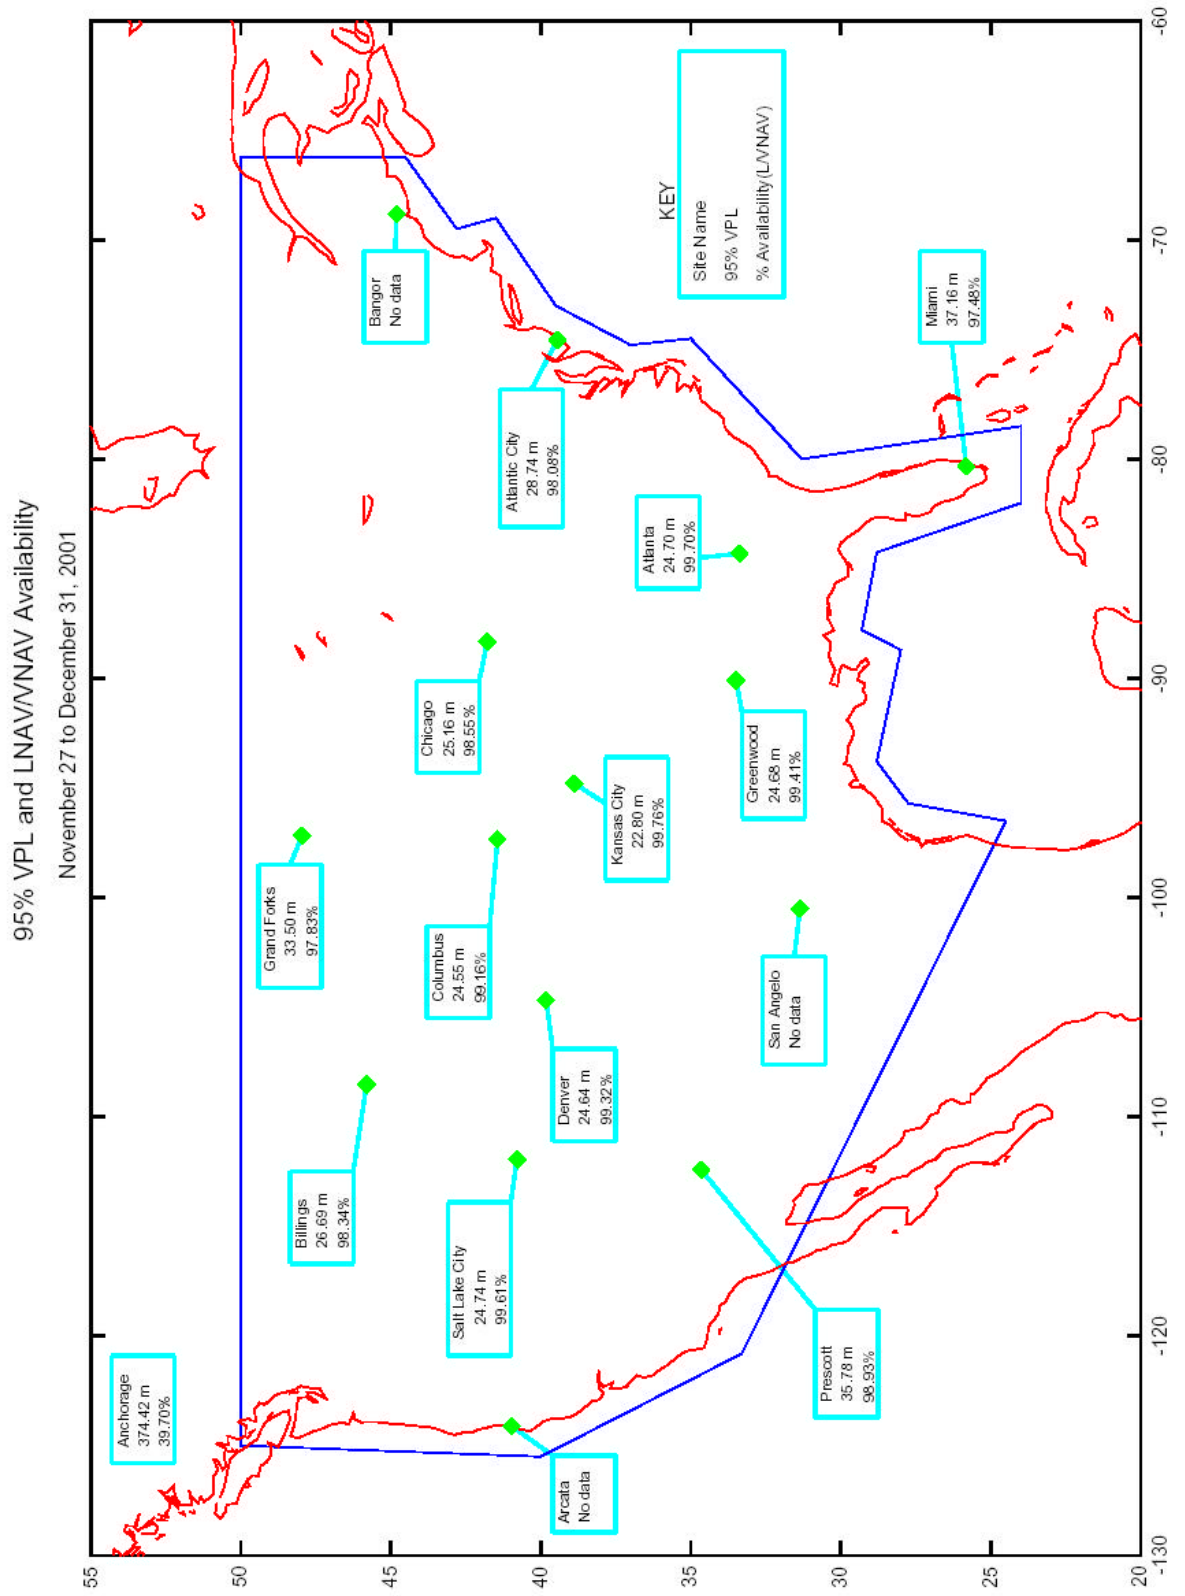 95% VPL and LNAV/VNAV Availability
November 27 to December 31, 2001
55
50
45
40
35
30
25
20
-130
-120
-110
-100
-90
-80
-70
-60
Anchorage
374.42 m
39.70%
Billings
26.69 m
98.34%
Grand Forks
33.50 m
97.83%
Chicago
25.16 m
98.55%
Bangor
No data
Atlantic City
28.74 m
98.08%
Columbus
24.55 m
99.16%
Salt Lake City
24.74 m
99.61%
Denver
24.64 m
99.32%
Kansas City
22.80 m
99.76%
Atlanta
24.70 m
99.70%
Greenwood
24.68 m
99.41%
Arcata
No data
San Angelo
No data
Prescott
35.78 m
98.93%
Miami
37.16 m
97.48%
KEY
Site Name
95% VPL
% Availability(L/VNAV)